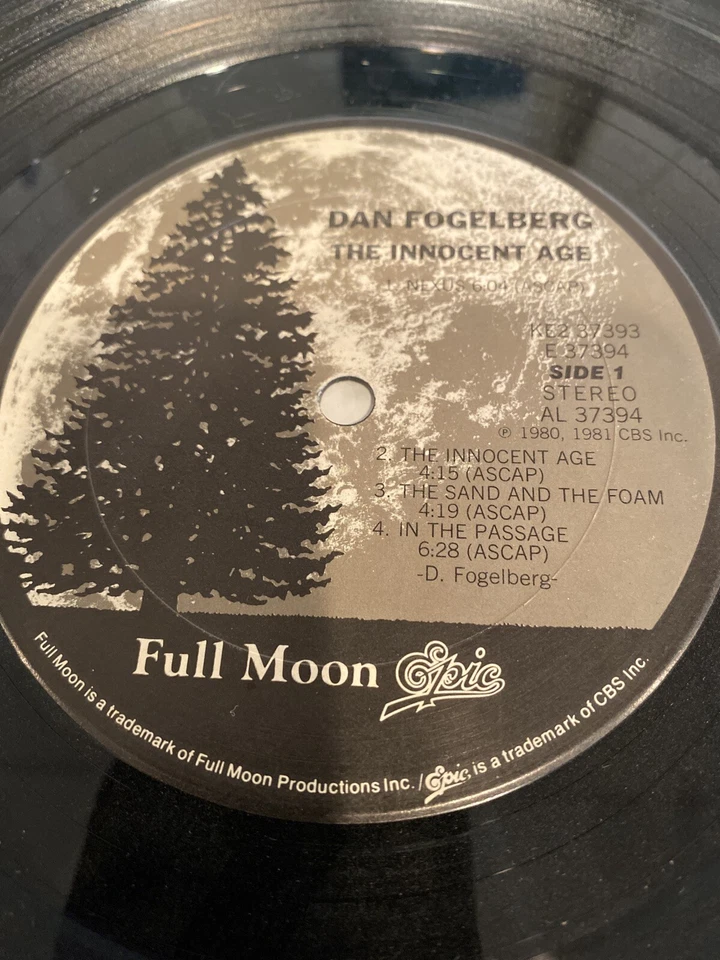 DAN FOGELBERG
THE INNOCENT AGE
1. NEXUS 6:04 (ASCAP)
KE2 37393
E 37394
SIDE 1
STEREO
AL 37394
℗ 1980, 1981 CBS Inc.
2. THE INNOCENT AGE
4:15 (ASCAP)
3. THE SAND AND THE FOAM
4:19 (ASCAP)
4. IN THE PASSAGE
6:28 (ASCAP)
-D. Fogelberg-
Full Moon Epic
Full Moon is a trademark of Full Moon Productions Inc. / Epic, is a trademark of CBS Inc.